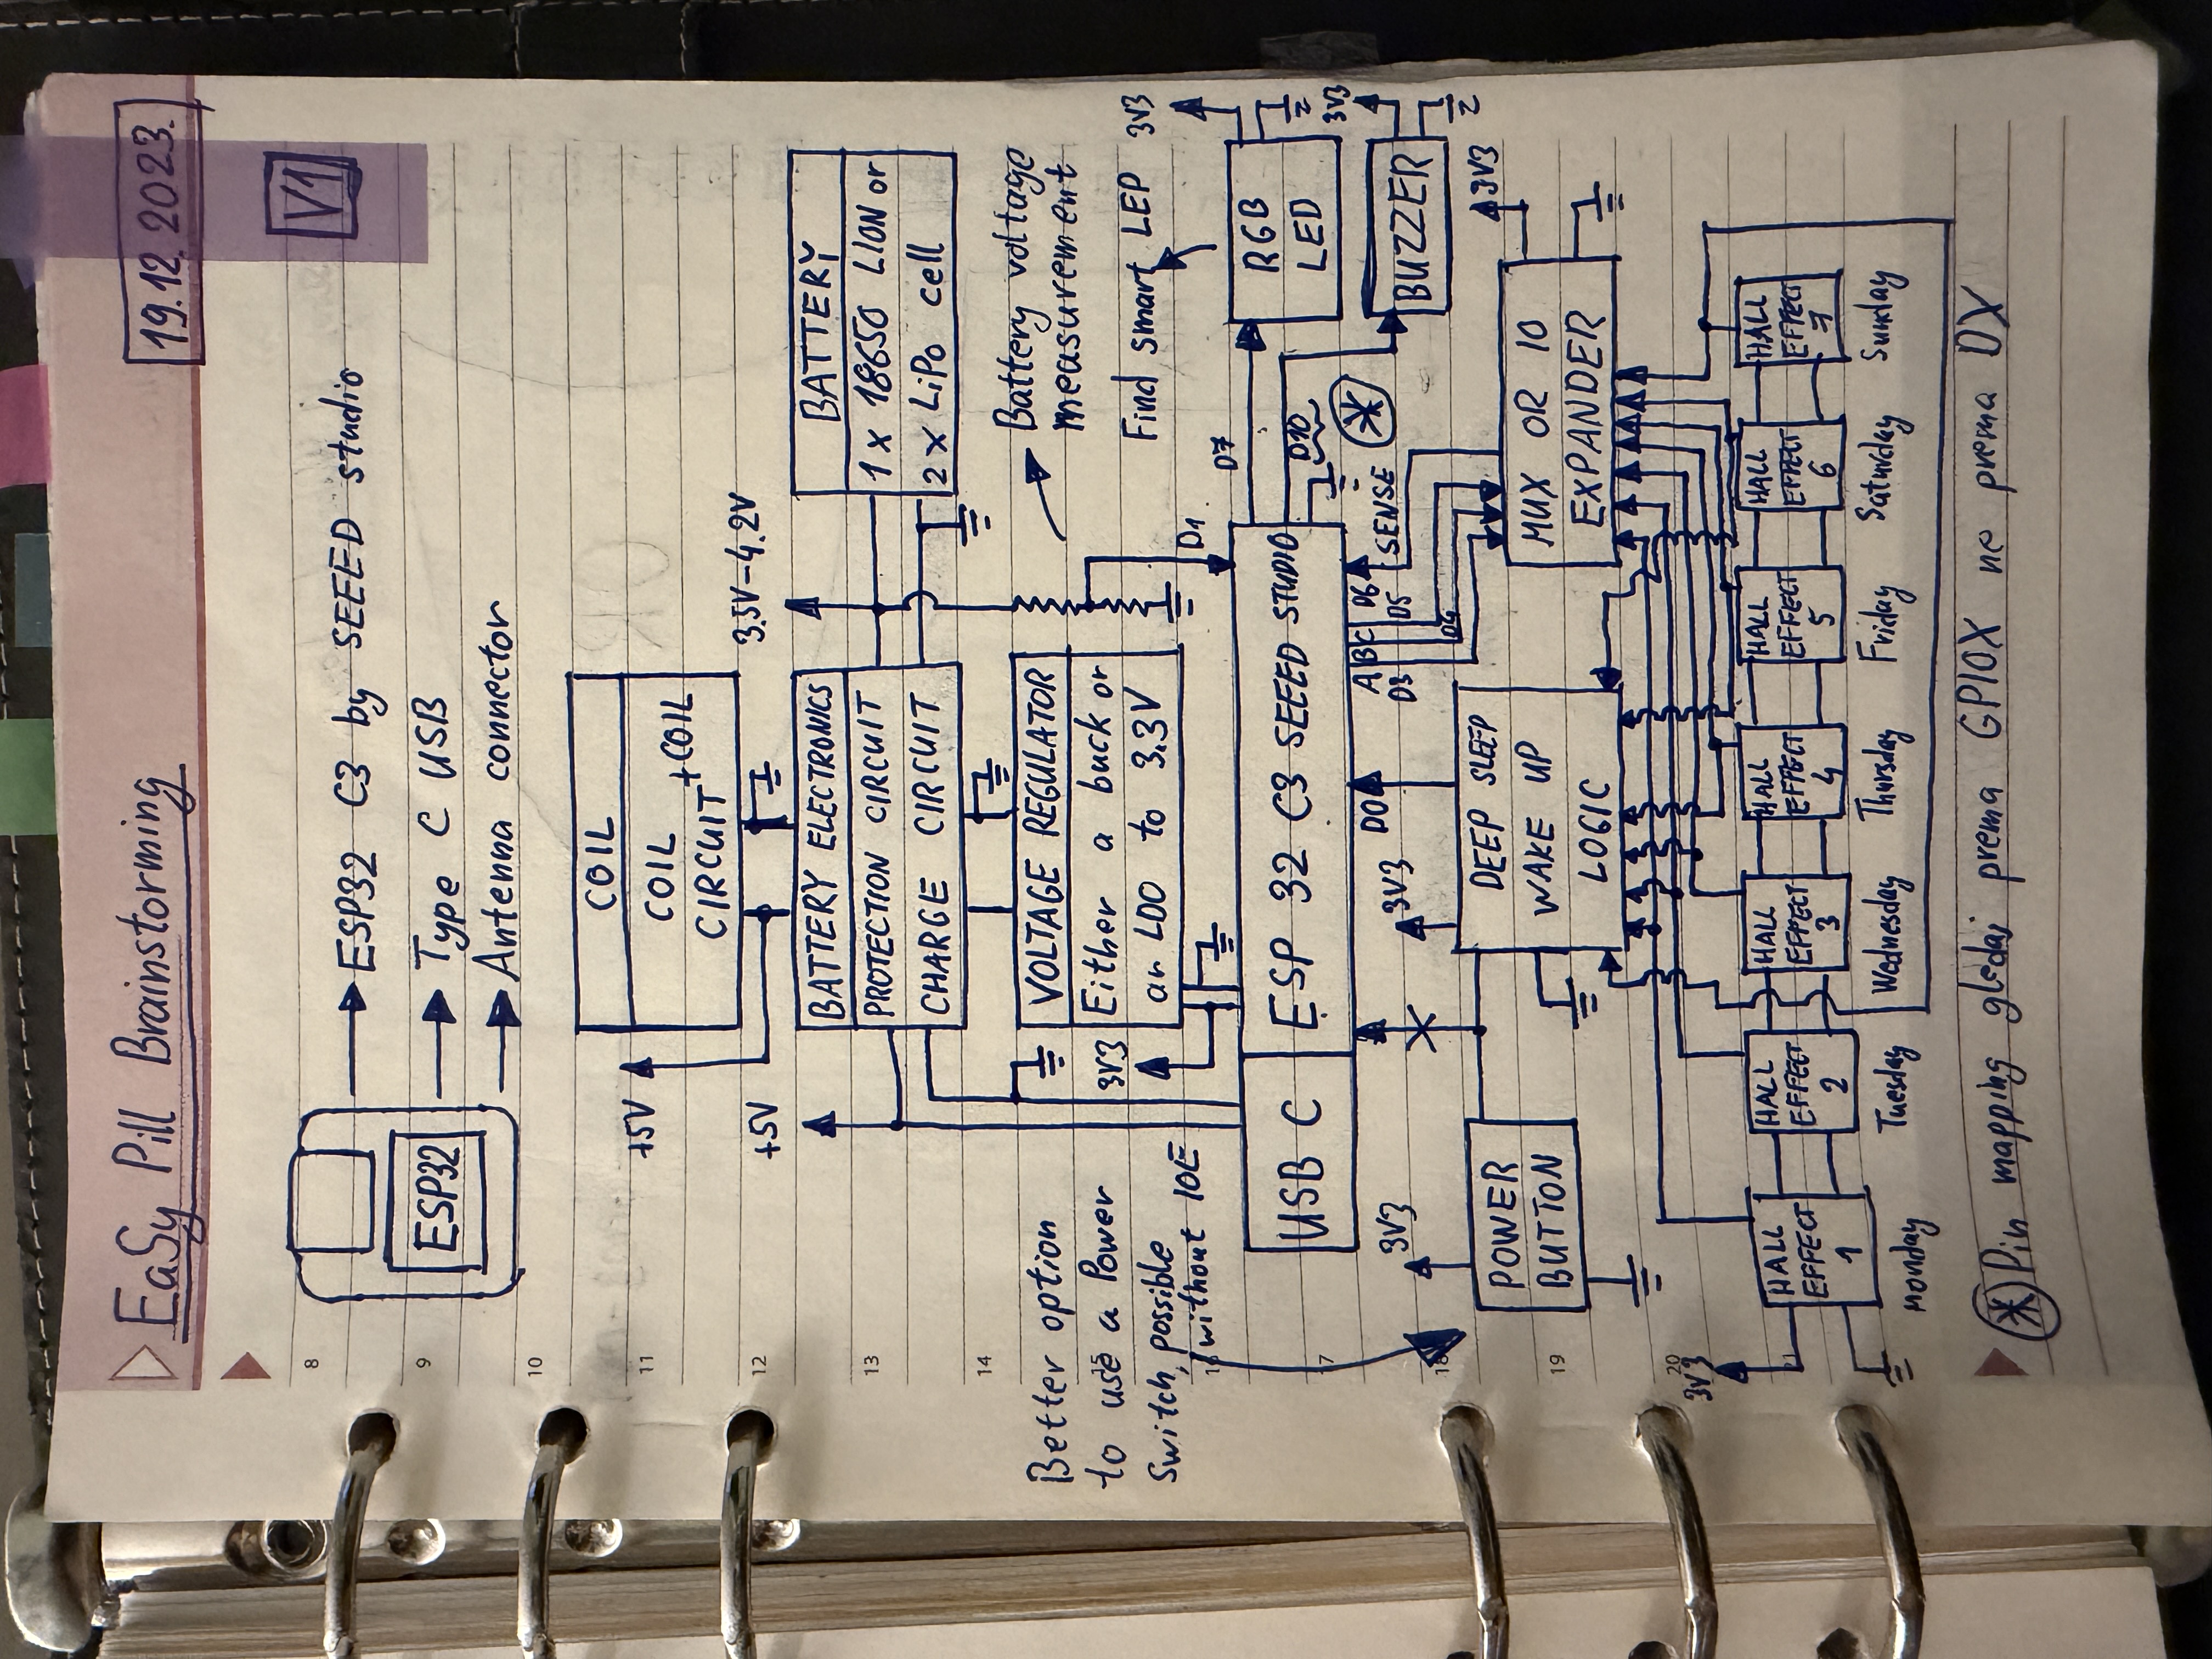 EaSy Pill Brainstorming
19.12.2023.
V1
8
ESP32 C3 by SEEED studio
9
ESP32
Type C USB
Antenna connector
10
COIL
11
+5V
COIL
CIRCUIT +COIL
12
+5V
3.5V-4.2V
BATTERY ELECTRONICS
BATTERY
13
PROTECTION CIRCUIT
1 x 18650 LION or
CHARGE CIRCUIT
2 x LiPo cell
14
Better option
to use a Power
Switch, possible
without IOE
VOLTAGE REGULATOR
Battery voltage
measurement
15
3V3
Either a buck or
an LDO to 3.3V
Find smart LED
3V3
16
D1
D7
USB C
ESP 32 C3 SEEED STUDIO
RGB
LED
D10
17
3V3
3V3
3V3
D0
A B C
D6
D3
D5
SENSE
*
BUZZER
18
D4
POWER
BUTTON
DEEP SLEEP
WAKE UP
LOGIC
3V3
MUX OR IO
EXPANDER
19
20
3V3
21
HALL
EFFECT
1
HALL
EFFECT
2
HALL
EFFECT
3
HALL
EFFECT
4
HALL
EFFECT
5
HALL
EFFECT
6
HALL
EFFECT
7
Monday
Tuesday
Wednesday
Thursday
Friday
Saturday
Sunday
* Pin mapping gledaj prema GPIOX ne prema DX